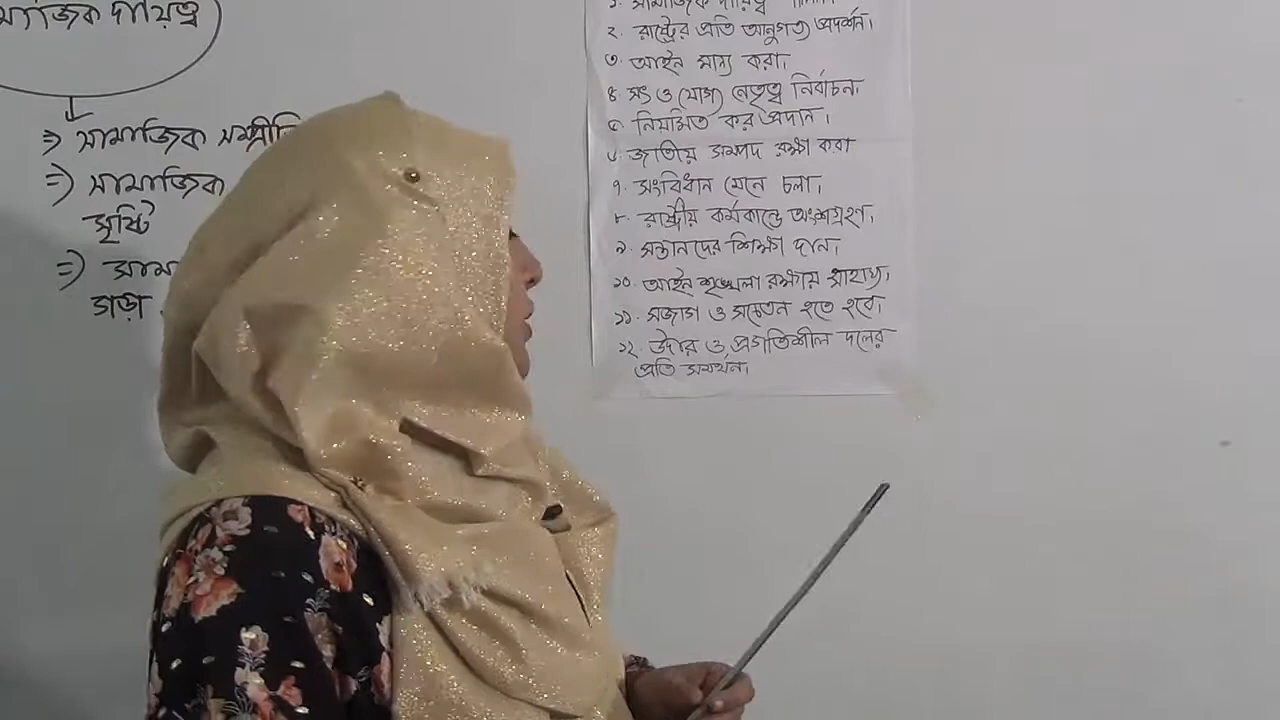 সামাজিক দায়িত্ব
⇒ সামাজিক সম্প্রীতি
⇒ সামাজিক
সৃষ্টি
⇒ সাম
গড়া
১. সামাজিক দায়িত্ব
২. রাষ্ট্রের প্রতি আনুগত্য প্রদর্শন।
৩. আইন মান্য করা।
৪. সৎ ও যোগ্য নেতৃত্ব নির্বাচন।
৫. নিয়মিত কর প্রদান।
৬. জাতীয় সম্পদ রক্ষা করা
৭. সংবিধান মেনে চলা।
৮. রাষ্ট্রীয় কর্মকান্ডে অংশগ্রহণ।
৯. সন্তানদের শিক্ষা দান।
১০. আইন শৃঙ্খলা রক্ষায় সাহায্য।
১১. সজাগ ও সচেতন হতে হবে।
১২. উদার ও প্রগতিশীল দলের
প্রতি সমর্থন।